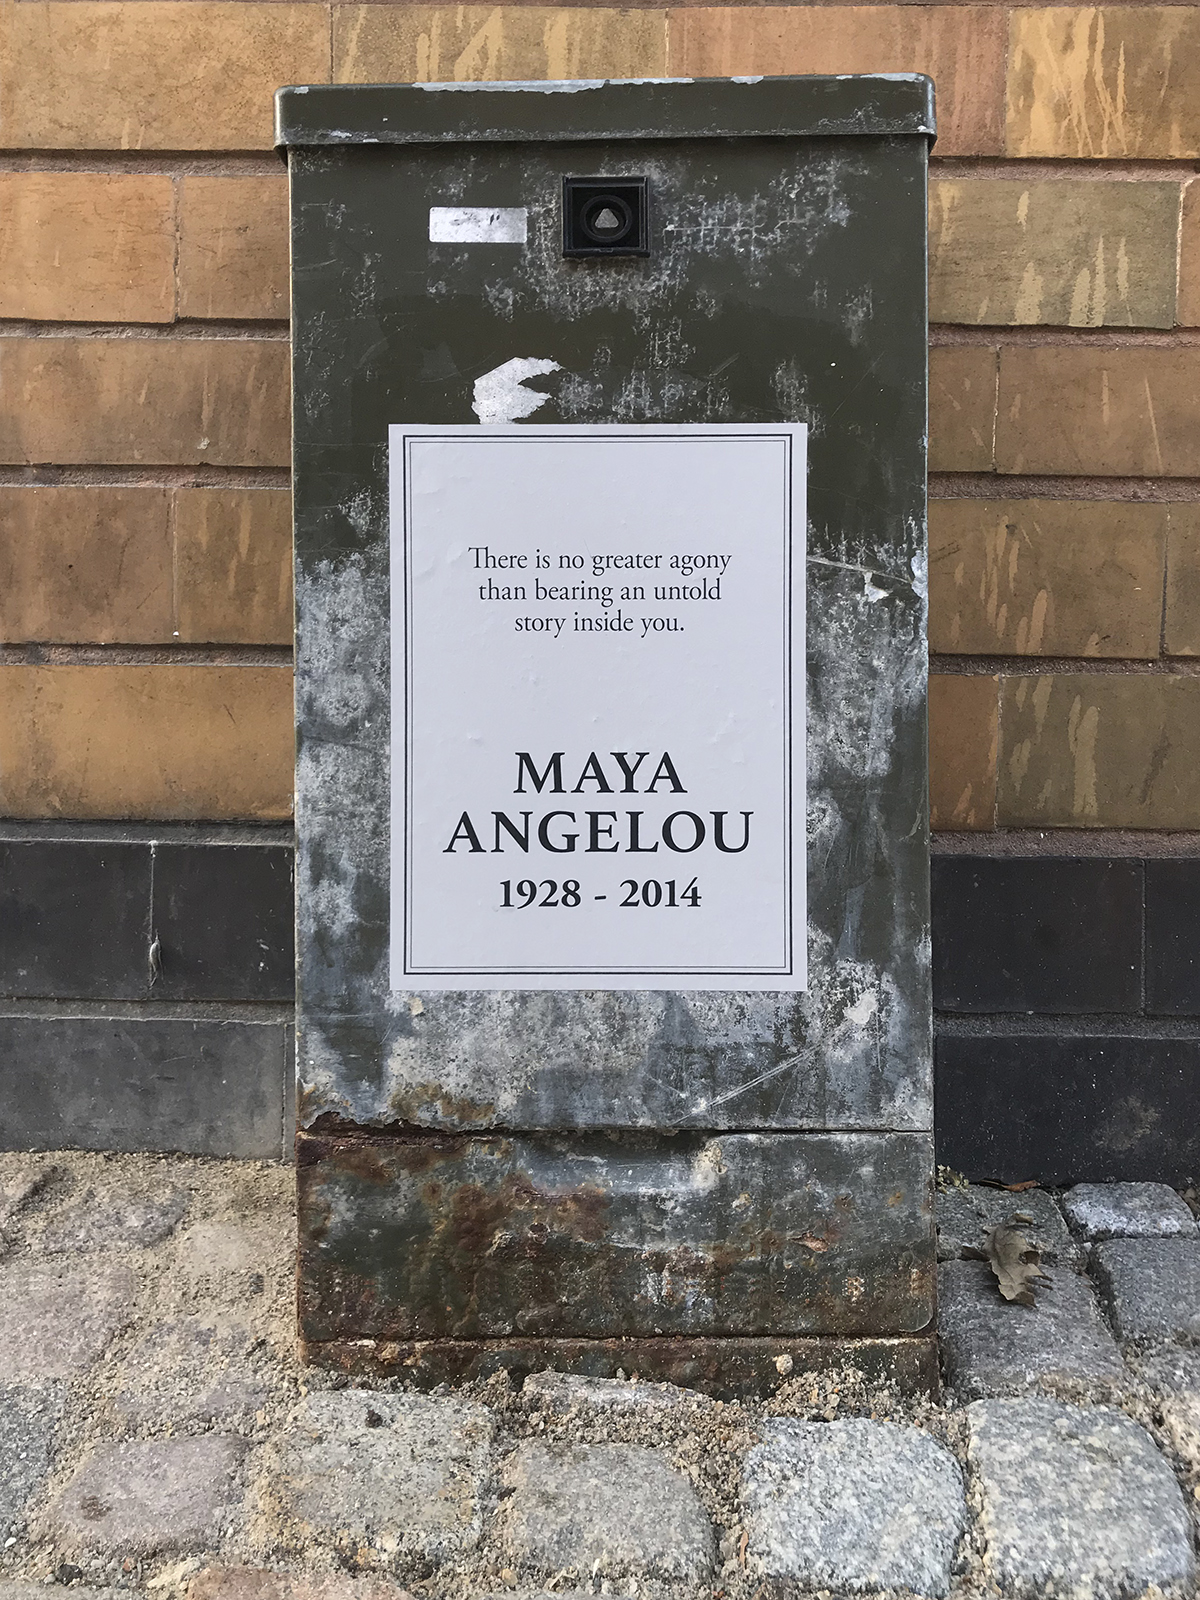 There is no greater agony
than bearing an untold
story inside you.
MAYA
ANGELOU
1928 - 2014